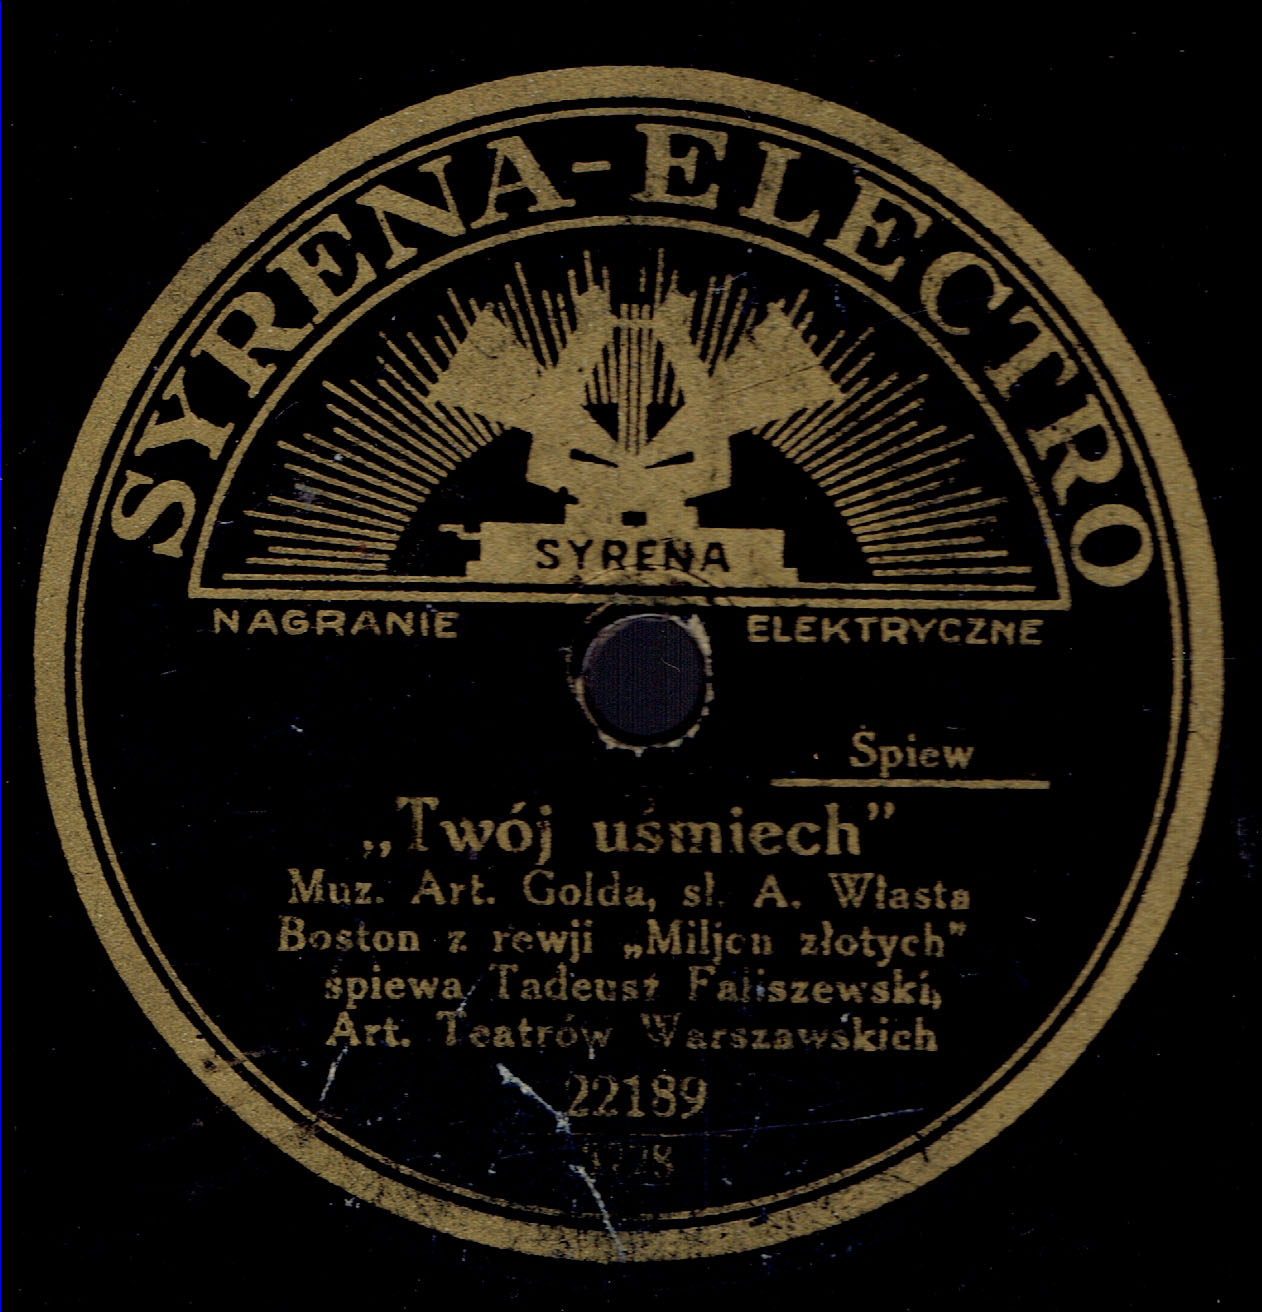 SYRENA-ELECTRO
SYRENA
NAGRANIE ELEKTRYCZNE
Śpiew
„Twój uśmiech”
Muz. Art. Golda, sł. A. Własta
Boston z rewji „Miljon złotych”
śpiewa Tadeusz Faliszewski,
Art. Teatrów Warszawskich
22189